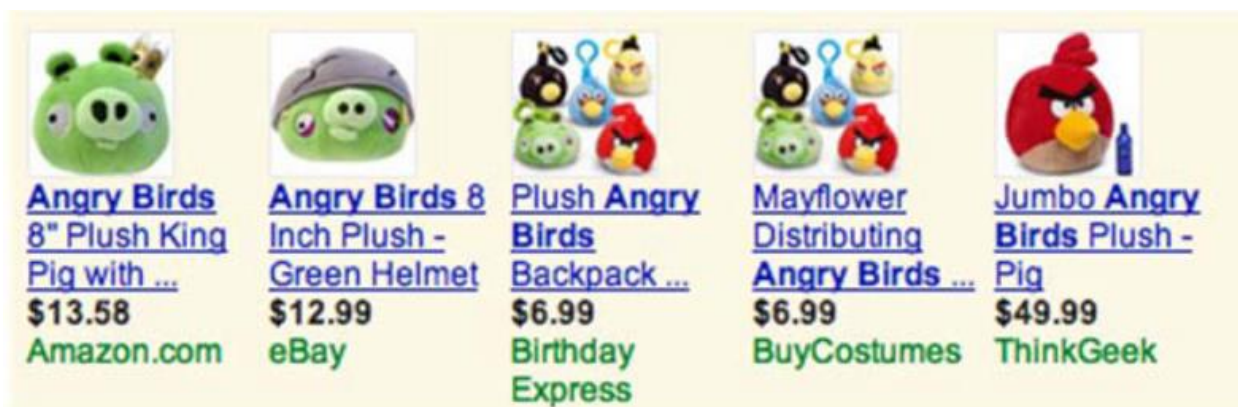 Angry Birds
8" Plush King
Pig with ...
$13.58
Amazon.com
Angry Birds 8
Inch Plush -
Green Helmet
$12.99
eBay
Plush Angry
Birds
Backpack ...
$6.99
Birthday
Express
Mayflower
Distributing
Angry Birds ...
$6.99
BuyCostumes
Jumbo Angry
Birds Plush -
Pig
$49.99
ThinkGeek